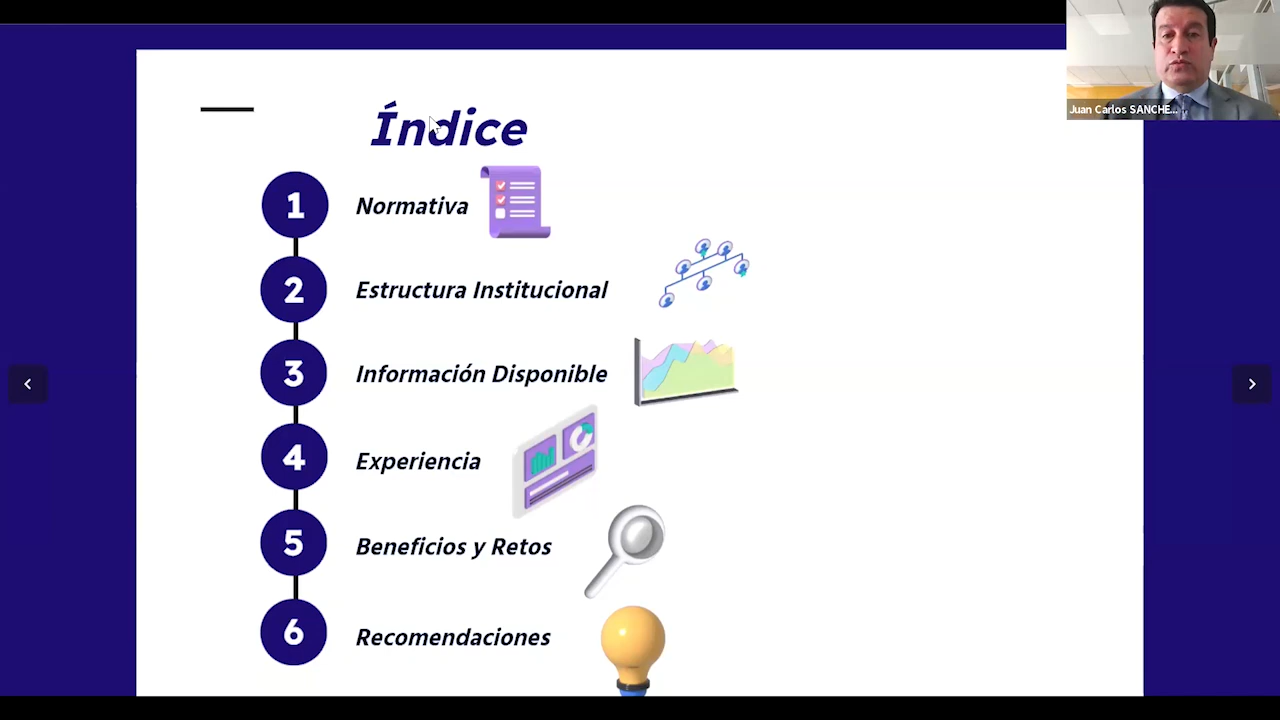 Índice
1 Normativa
2 Estructura Institucional
3 Información Disponible
4 Experiencia
5 Beneficios y Retos
6 Recomendaciones
Juan Carlos SANCHE...